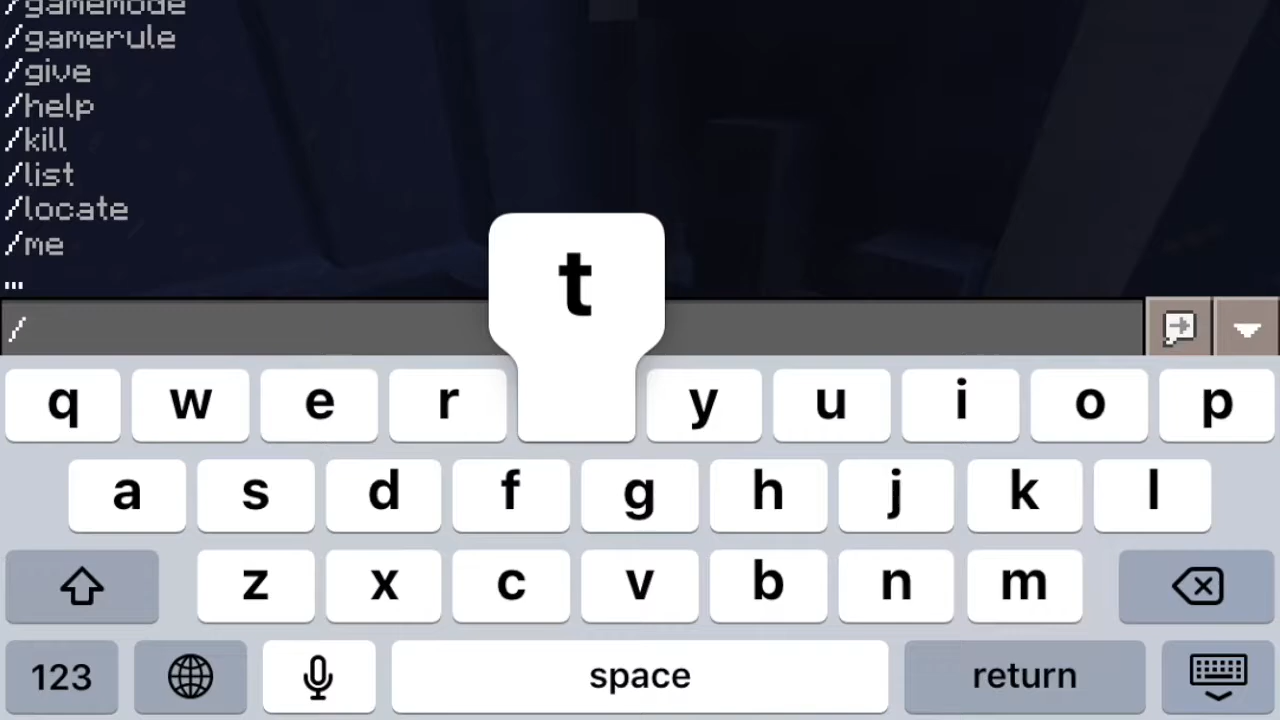 /gamemode
/gamerule
/give
/help
/kill
/list
/locate
/me
...
/
t
q w e r y u i o p
a s d f g h j k l
z x c v b n m
123 space return